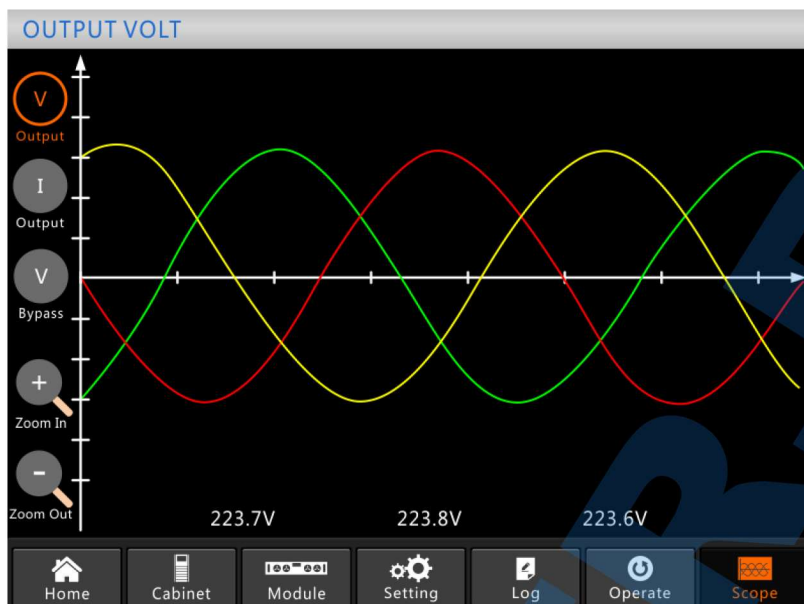 OUTPUT VOLT
V
Output
I
Output
V
Bypass
+
Zoom In
-
Zoom Out
223.7V 223.8V 223.6V
Home Cabinet Module Setting Log Operate Scope